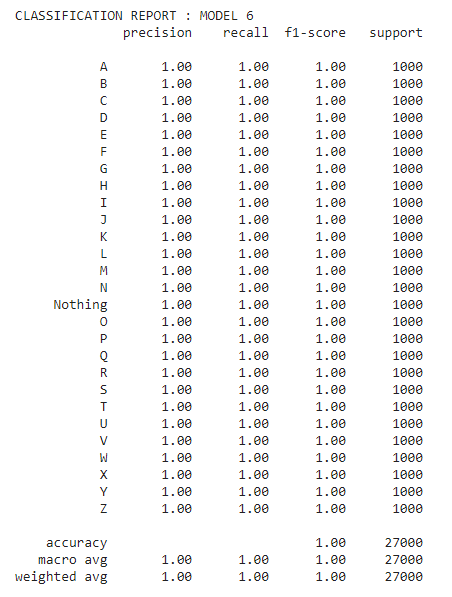 CLASSIFICATION REPORT : MODEL 6
precision recall f1-score support
A 1.00 1.00 1.00 1000
B 1.00 1.00 1.00 1000
C 1.00 1.00 1.00 1000
D 1.00 1.00 1.00 1000
E 1.00 1.00 1.00 1000
F 1.00 1.00 1.00 1000
G 1.00 1.00 1.00 1000
H 1.00 1.00 1.00 1000
I 1.00 1.00 1.00 1000
J 1.00 1.00 1.00 1000
K 1.00 1.00 1.00 1000
L 1.00 1.00 1.00 1000
M 1.00 1.00 1.00 1000
N 1.00 1.00 1.00 1000
Nothing 1.00 1.00 1.00 1000
O 1.00 1.00 1.00 1000
P 1.00 1.00 1.00 1000
Q 1.00 1.00 1.00 1000
R 1.00 1.00 1.00 1000
S 1.00 1.00 1.00 1000
T 1.00 1.00 1.00 1000
U 1.00 1.00 1.00 1000
V 1.00 1.00 1.00 1000
W 1.00 1.00 1.00 1000
X 1.00 1.00 1.00 1000
Y 1.00 1.00 1.00 1000
Z 1.00 1.00 1.00 1000
accuracy 1.00 27000
macro avg 1.00 1.00 1.00 27000
weighted avg 1.00 1.00 1.00 27000